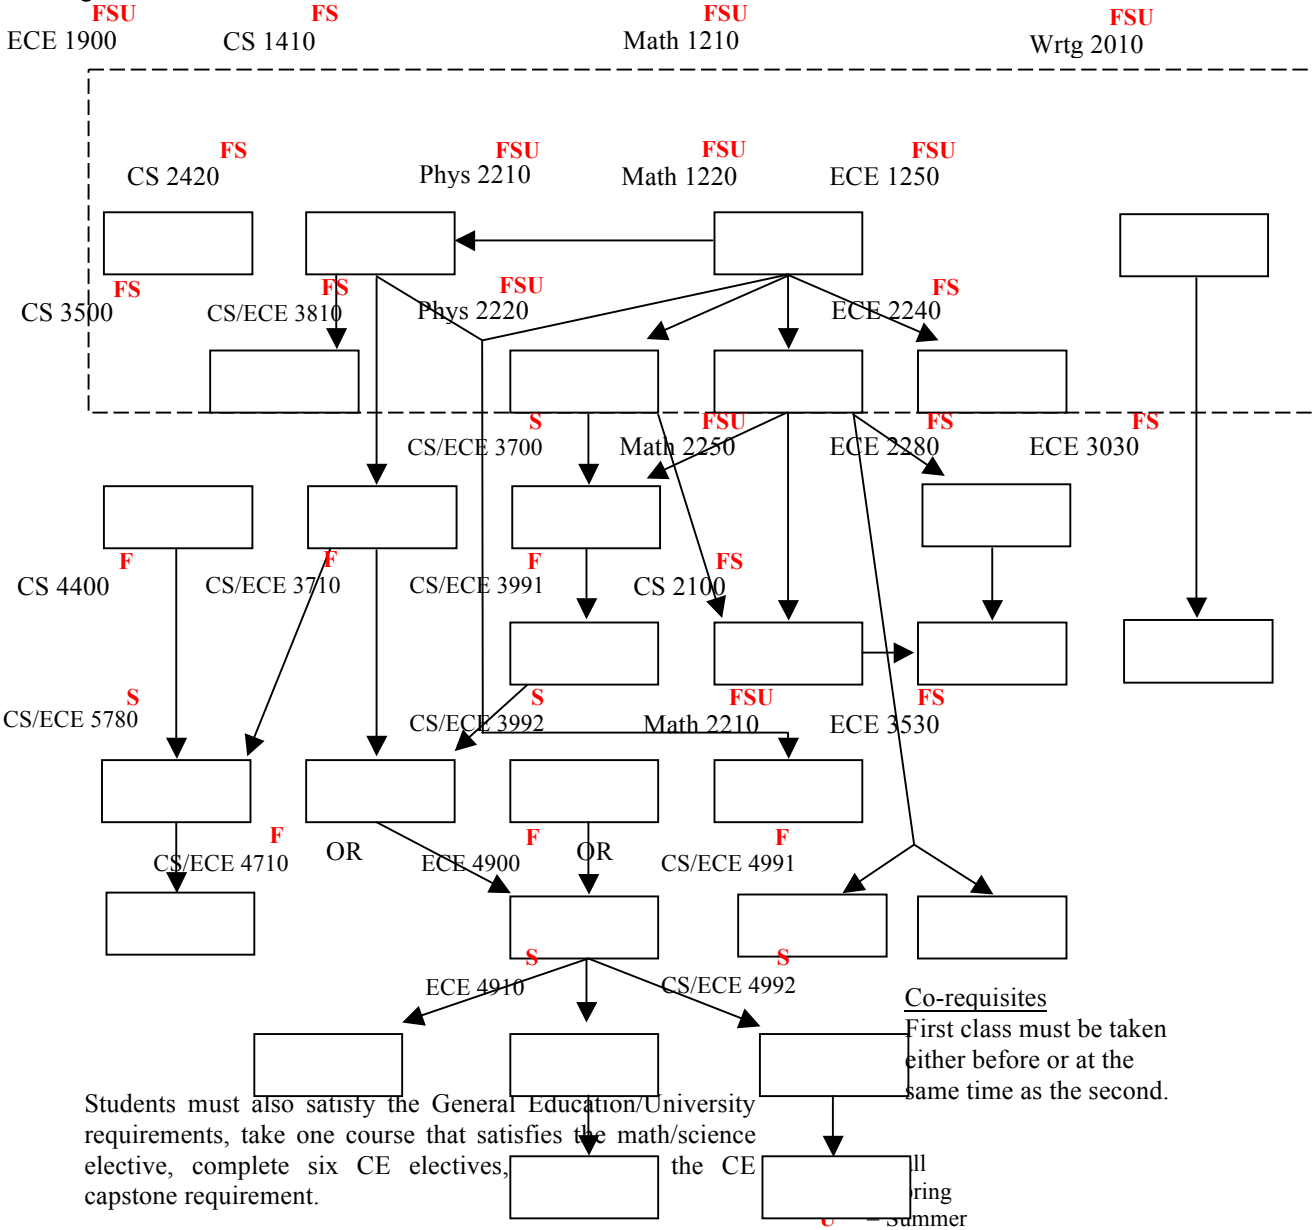 FSU FS FSU FSU
ECE 1900 CS 1410 Math 1210 Wrtg 2010
FS FSU FSU FSU
CS 2420 Phys 2210 Math 1220 ECE 1250
FS FS FSU FS
CS 3500 CS/ECE 3810 Phys 2220 ECE 2240
S FSU FS FS
CS/ECE 3700 Math 2250 ECE 2280 ECE 3030
F F F FS
CS 4400 CS/ECE 3710 CS/ECE 3991 CS 2100
S S FSU FS
CS/ECE 5780 CS/ECE 3992 Math 2210 ECE 3530
F F F
CS/ECE 4710 OR ECE 4900 OR CS/ECE 4991
S S
ECE 4910 CS/ECE 4992
Co-requisites
First class must be taken
either before or at the
same time as the second.
Students must also satisfy the General Education/University
requirements, take one course that satisfies the math/science
elective, complete six CE electives, the CE
capstone requirement.
U = Summer